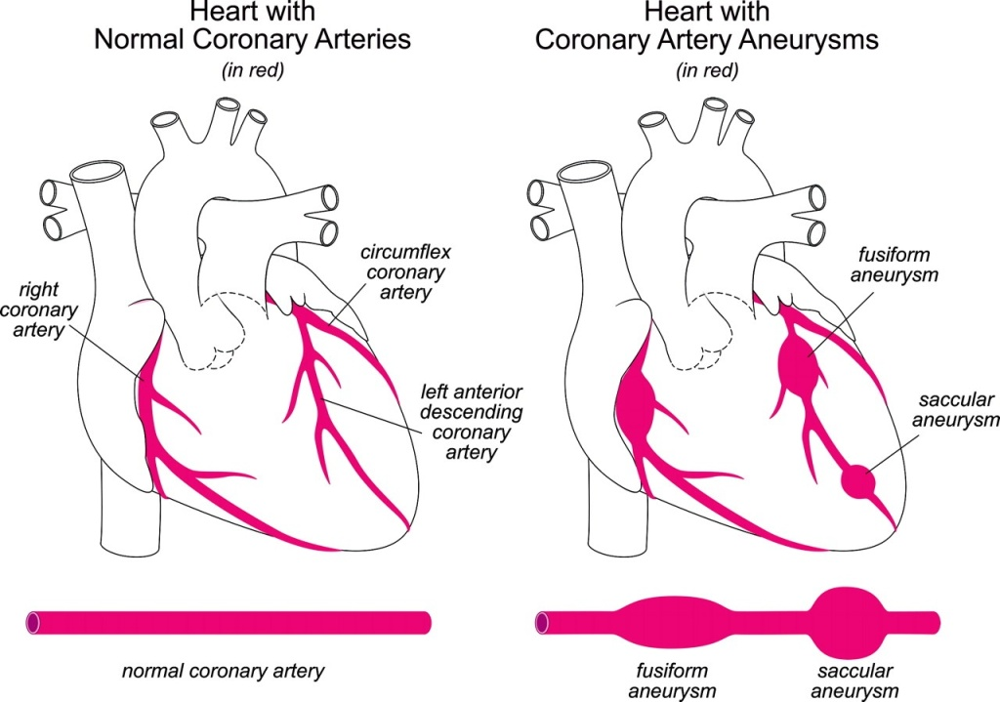 Heart with
Normal Coronary Arteries
(in red)
Heart with
Coronary Artery Aneurysms
(in red)
circumflex
coronary
artery
right
coronary
artery
left anterior
descending
coronary
artery
fusiform
aneurysm
saccular
aneurysm
normal coronary artery
fusiform
aneurysm
saccular
aneurysm